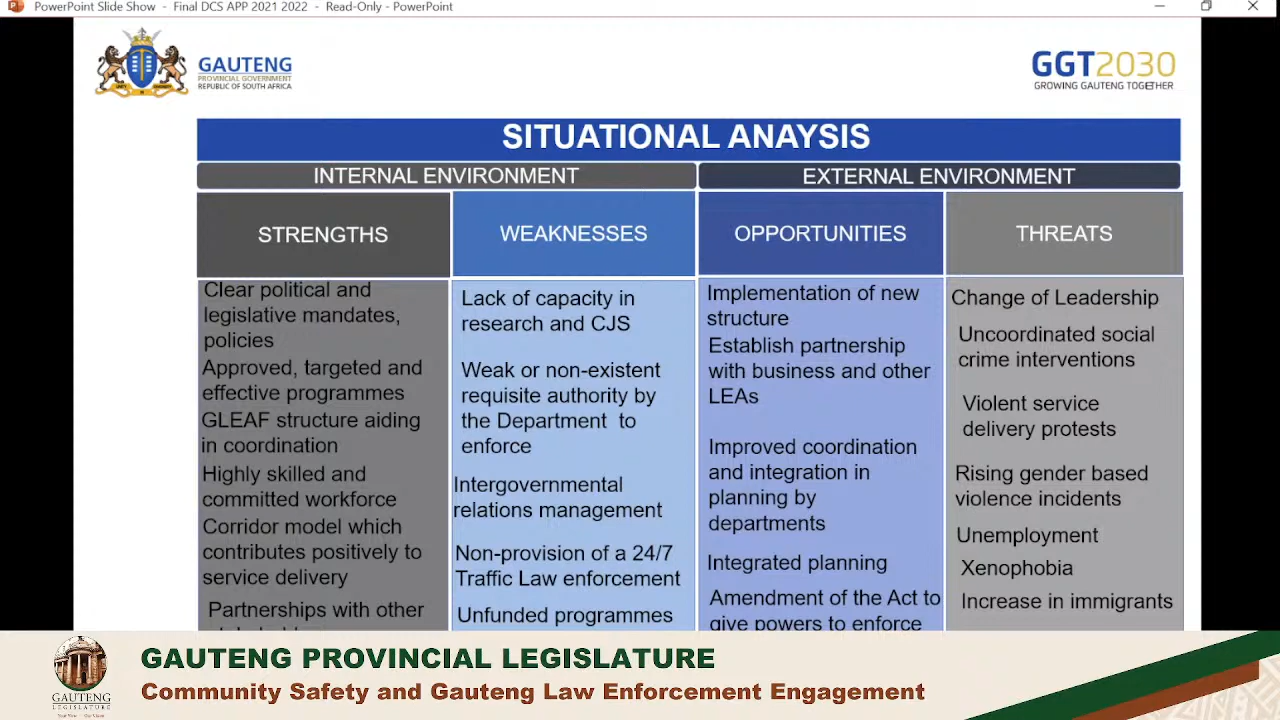 PowerPoint Slide Show - Final DCS APP 2021 2022 - Read-Only - PowerPoint
GAUTENG
PROVINCIAL GOVERNMENT
REPUBLIC OF SOUTH AFRICA
GGT2030
GROWING GAUTENG TOGETHER
SITUATIONAL ANAYSIS
INTERNAL ENVIRONMENT
EXTERNAL ENVIRONMENT
STRENGTHS
WEAKNESSES
OPPORTUNITIES
THREATS
Clear political and
legislative mandates,
policies
Approved, targeted and
effective programmes
GLEAF structure aiding
in coordination
Highly skilled and
committed workforce
Corridor model which
contributes positively to
service delivery
Partnerships with other
Lack of capacity in
research and CJS
Weak or non-existent
requisite authority by
the Department to
enforce
Intergovernmental
relations management
Non-provision of a 24/7
Traffic Law enforcement
Unfunded programmes
Implementation of new
structure
Establish partnership
with business and other
LEAs
Improved coordination
and integration in
planning by
departments
Integrated planning
Amendment of the Act to
give powers to enforce
Change of Leadership
Uncoordinated social
crime interventions
Violent service
delivery protests
Rising gender based
violence incidents
Unemployment
Xenophobia
Increase in immigrants
GAUTENG PROVINCIAL LEGISLATURE
Community Safety and Gauteng Law Enforcement Engagement
GAUTENG
LEGISLATURE